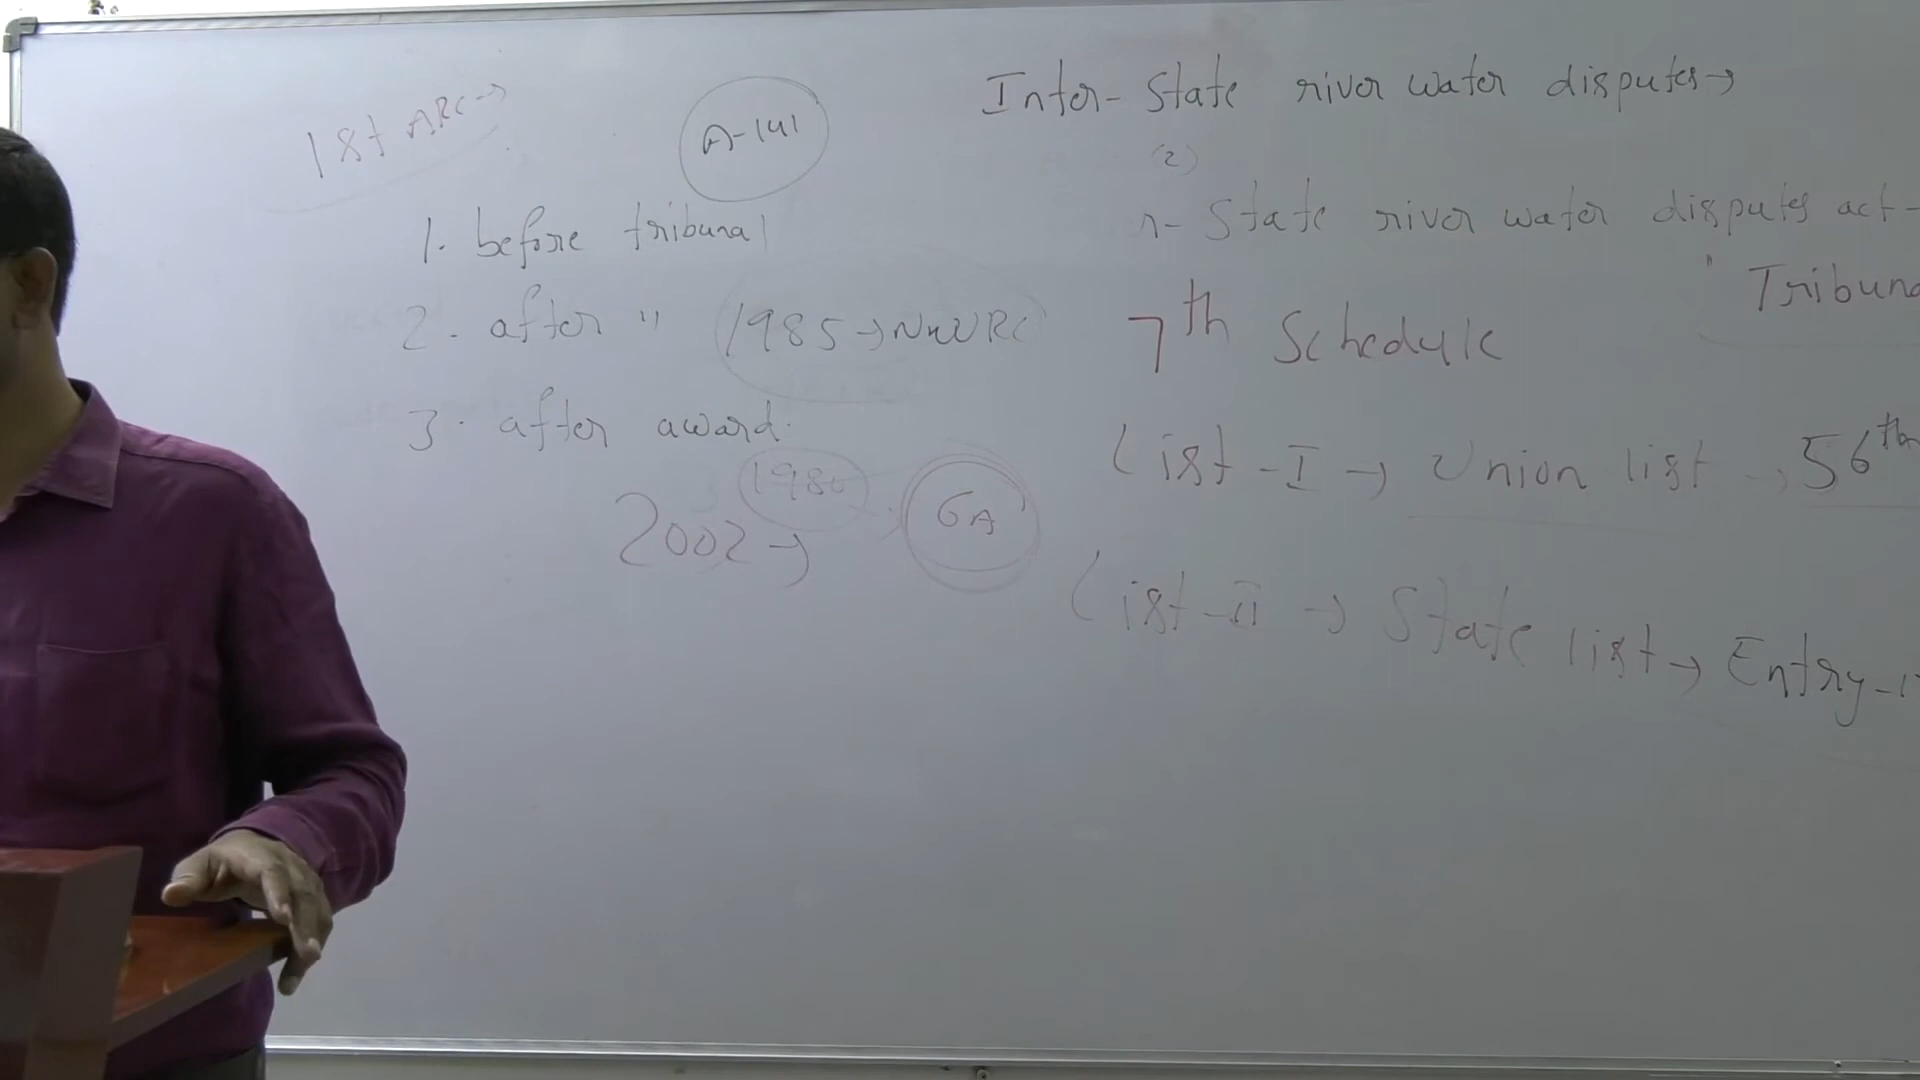 1st ARC→
A-141
1. before tribunal
2. after "
1985→NWRC
3. after award.
1980
2002→
GA
Inter-State river water disputes→
(2)
r-State river water disputes act-
" Tribuna
7th Schedule
List-I→ Union list → 56th
List-II → State list→ Entry-1